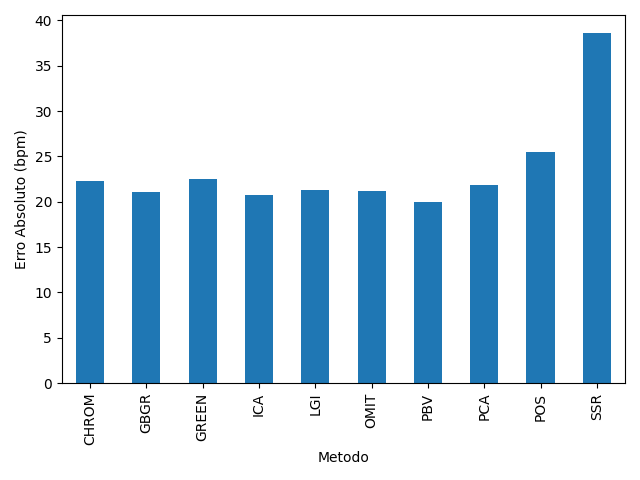 40
35
30
25
20
15
10
5
0
Erro Absoluto (bpm)
CHROM
GBGR
GREEN
ICA
LGI
OMIT
PBV
PCA
POS
SSR
Metodo